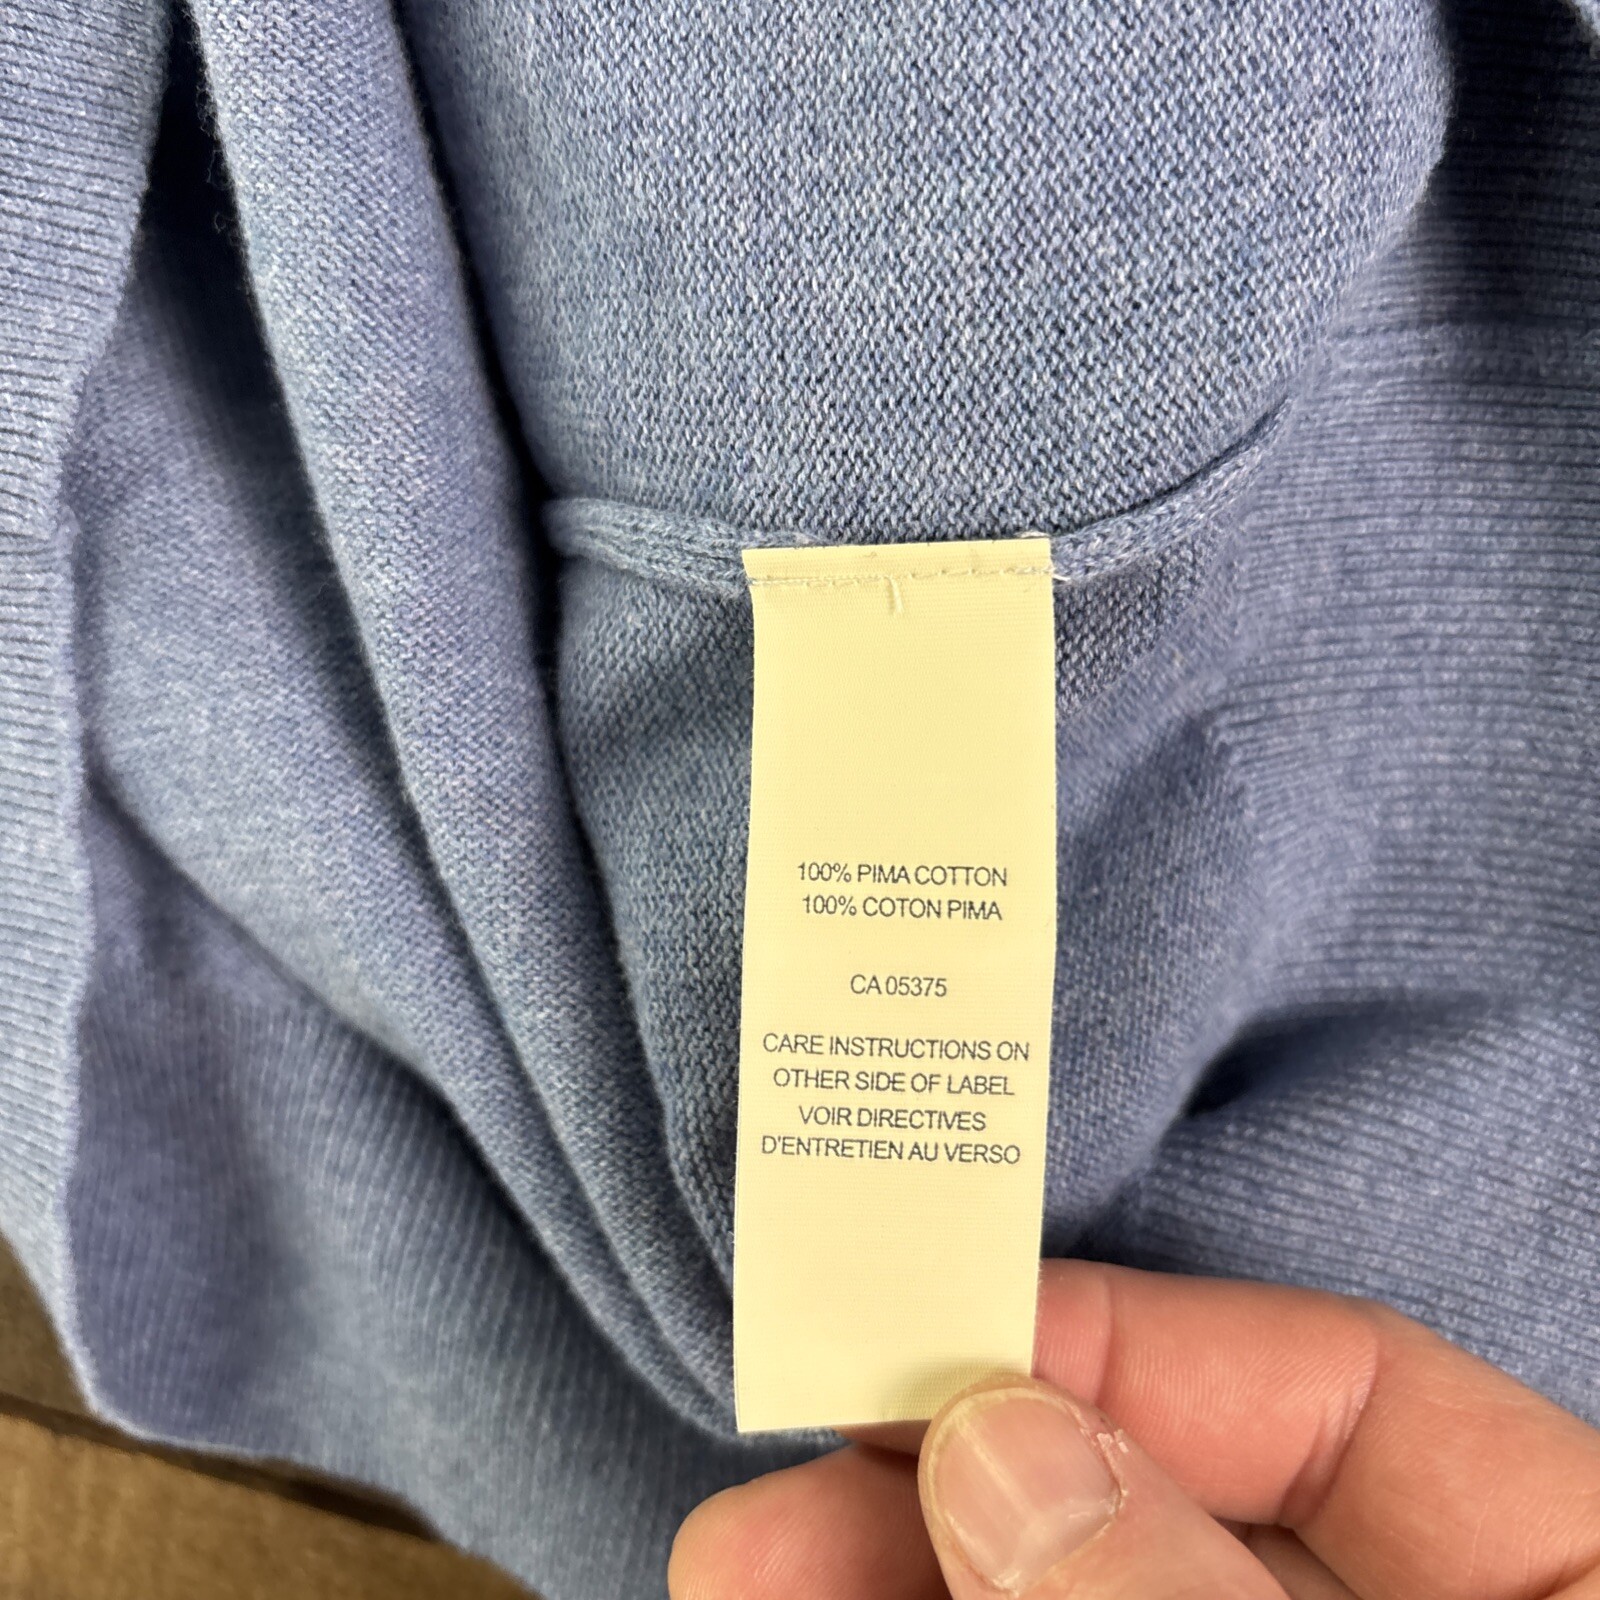 100% PIMA COTTON
100% COTON PIMA
CA 05375
CARE INSTRUCTIONS ON
OTHER SIDE OF LABEL
VOIR DIRECTIVES
D'ENTRETIEN AU VERSO